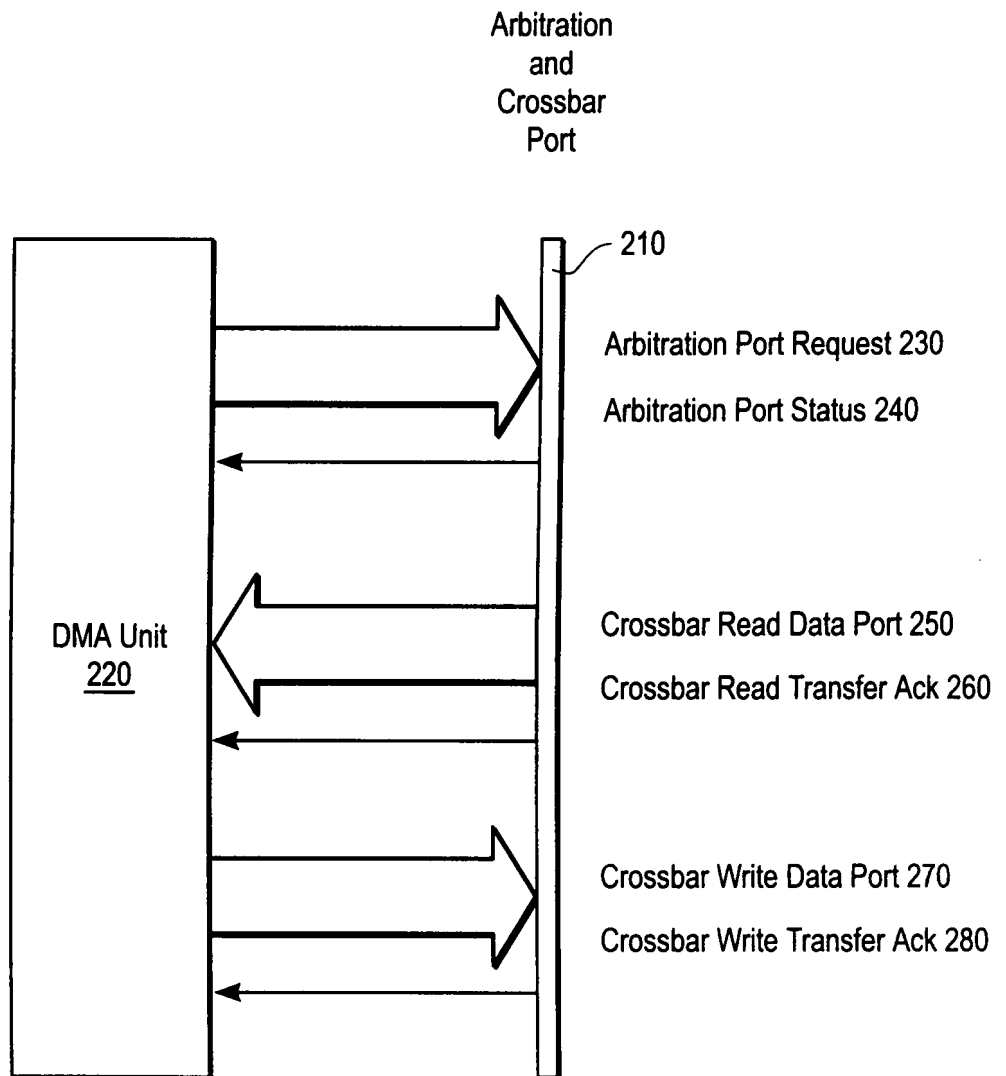 Arbitration
and
Crossbar
Port
210
Arbitration Port Request 230
Arbitration Port Status 240
DMA Unit
220
Crossbar Read Data Port 250
Crossbar Read Transfer Ack 260
Crossbar Write Data Port 270
Crossbar Write Transfer Ack 280